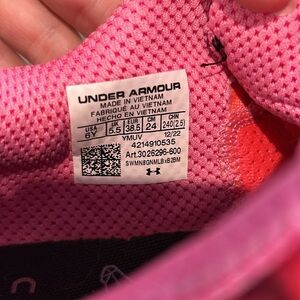 UNDER ARMOUR
MADE IN VIETNAM
FABRIQUÉ AU VIETNAM
HECHO EN VIETNAM
USA UK EUR CM CHN
6Y 5.5 38.5 24 240(2.5)
YMUV 12/22
4214910535
Art.3026296-600